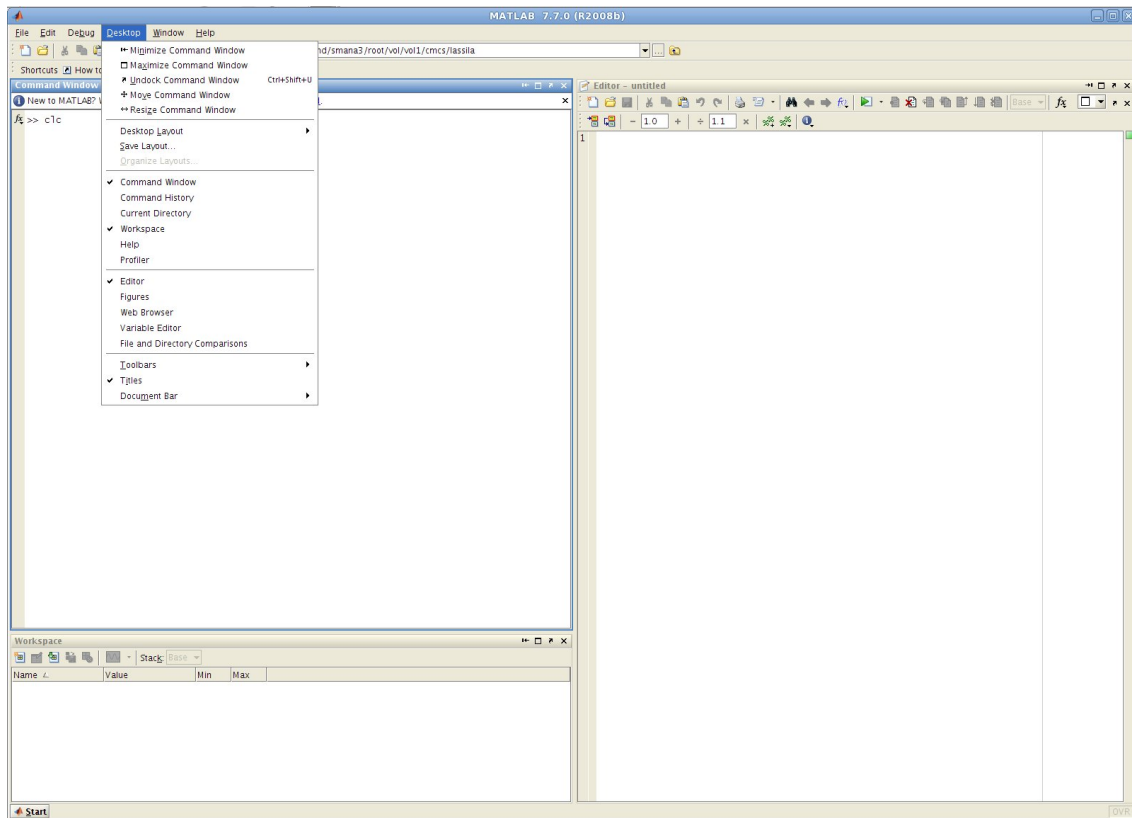 MATLAB 7.7.0 (R2008b)
File Edit Debug Desktop Window Help
nd/smana3/root/vol/vol1/cmcs/lassila
Shortcuts How to
Command Window
New to MATLAB?
fx >> clc
Minimize Command Window
Maximize Command Window
Undock Command Window Ctrl+Shift+U
Move Command Window
Resize Command Window
Desktop Layout
Save Layout...
Organize Layouts...
Command Window
Command History
Current Directory
Workspace
Help
Profiler
Editor
Figures
Web Browser
Variable Editor
File and Directory Comparisons
Toolbars
Titles
Document Bar
Editor - untitled
Base fx
- 1.0 + ÷ 1.1 ×
1
Workspace
Stack: Base
Name Value Min Max
Start
OVR